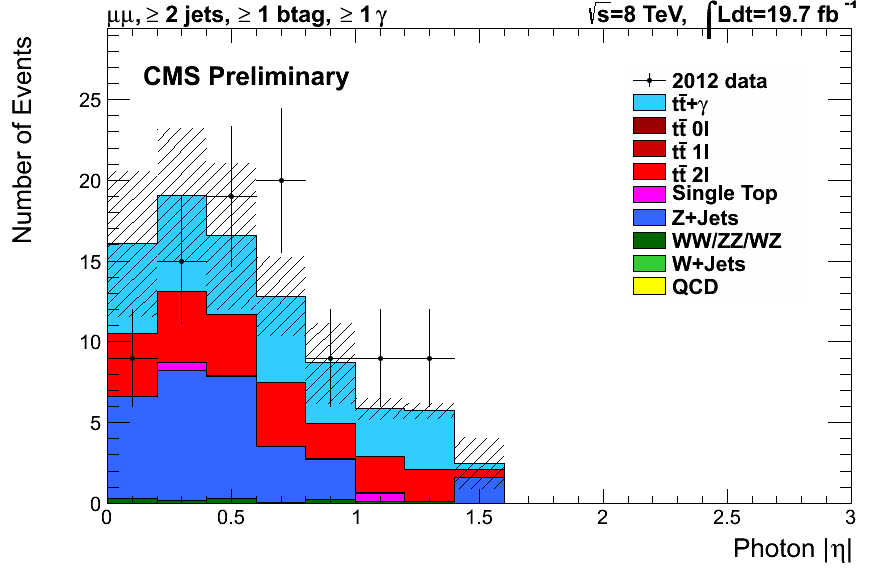 μμ, ≥ 2 jets, ≥ 1 btag, ≥ 1 γ
√s=8 TeV, ∫Ldt=19.7 fb⁻¹
CMS Preliminary
2012 data
tt̄+γ
tt̄ 0l
tt̄ 1l
tt̄ 2l
Single Top
Z+Jets
WW/ZZ/WZ
W+Jets
QCD
Number of Events
25
20
15
10
5
0
0 0.5 1 1.5 2 2.5 3
Photon |η|